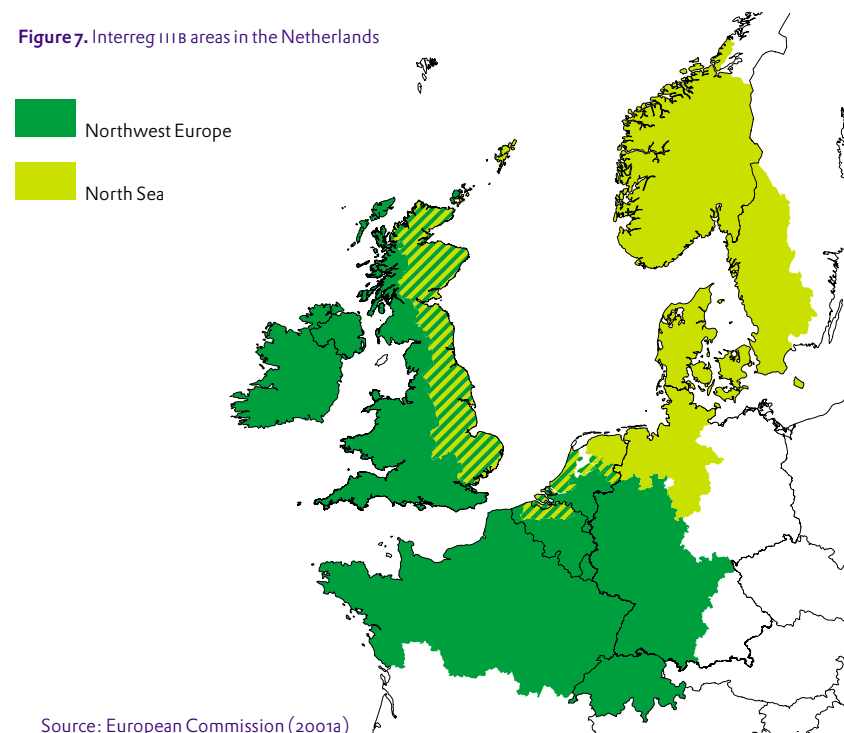 Figure 7. Interreg IIIB areas in the Netherlands
Northwest Europe
North Sea
Source: European Commission (2001a)